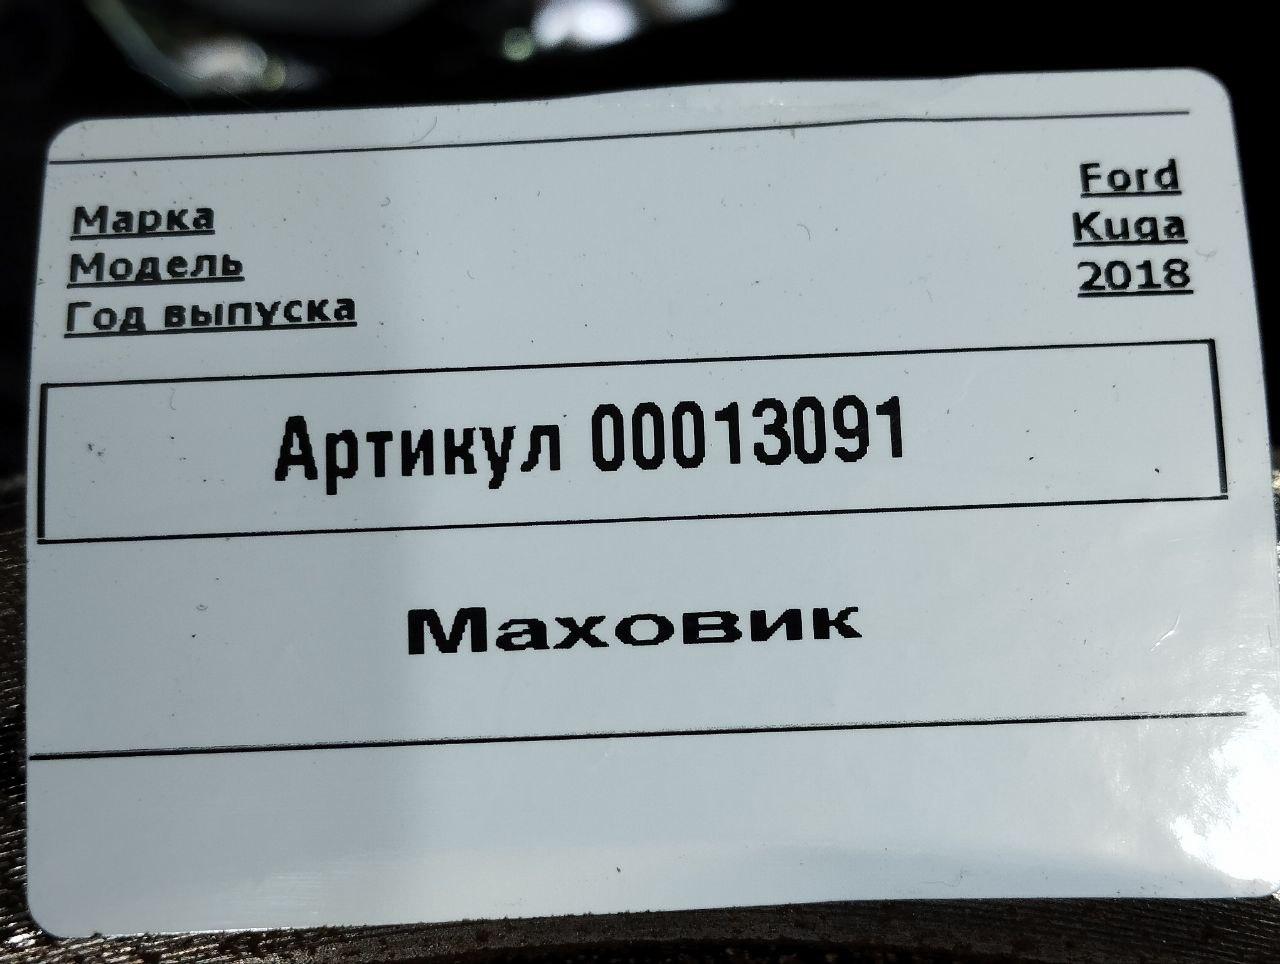 Марка Ford
Модель Kuga
Год выпуска 2018
Артикул 00013091
Маховик